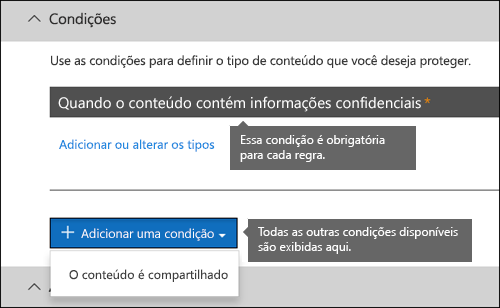 Condições
Use as condições para definir o tipo de conteúdo que você deseja proteger.
Quando o conteúdo contém informações confidenciais *
Adicionar ou alterar os tipos
Essa condição é obrigatória
para cada regra.
+ Adicionar uma condição
Todas as outras condições disponíveis
são exibidas aqui.
O conteúdo é compartilhado